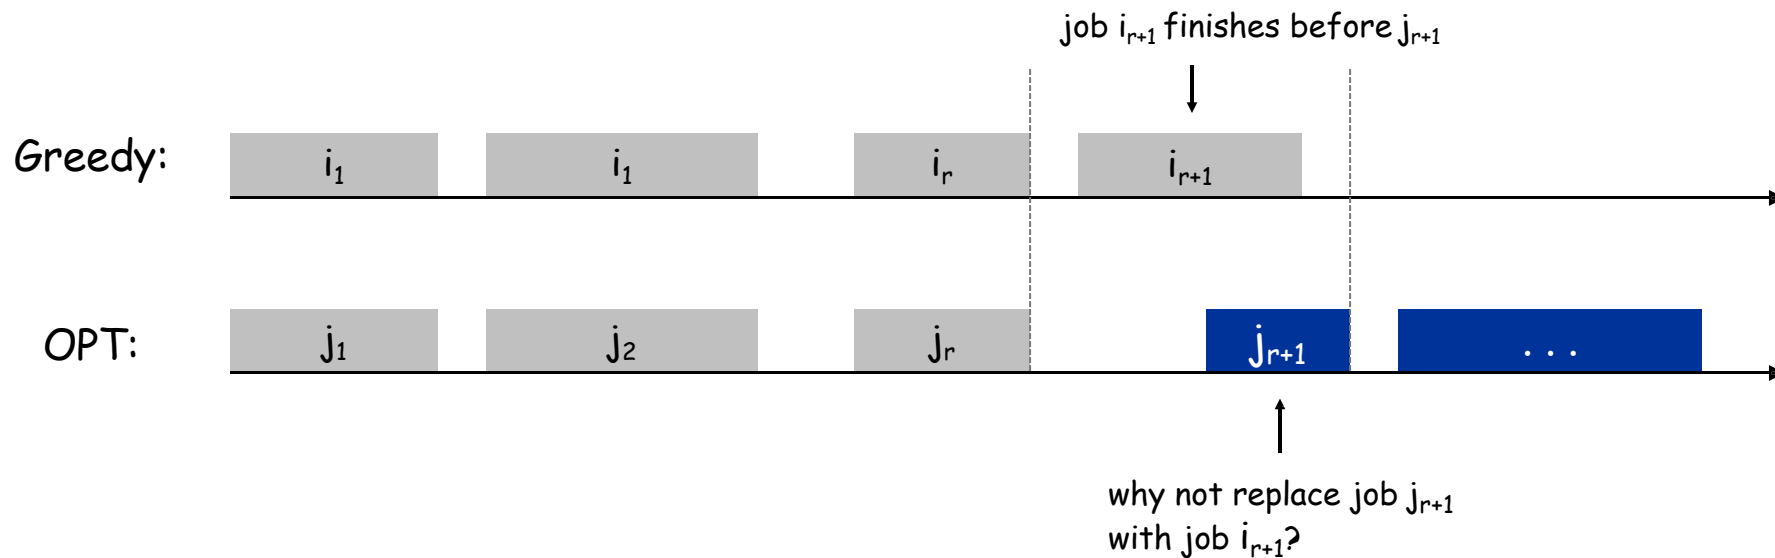 job i_{r+1} finishes before j_{r+1}
Greedy: i_1 i_1 i_r i_{r+1}
OPT: j_1 j_2 j_r j_{r+1} . . .
why not replace job j_{r+1}
with job i_{r+1}?